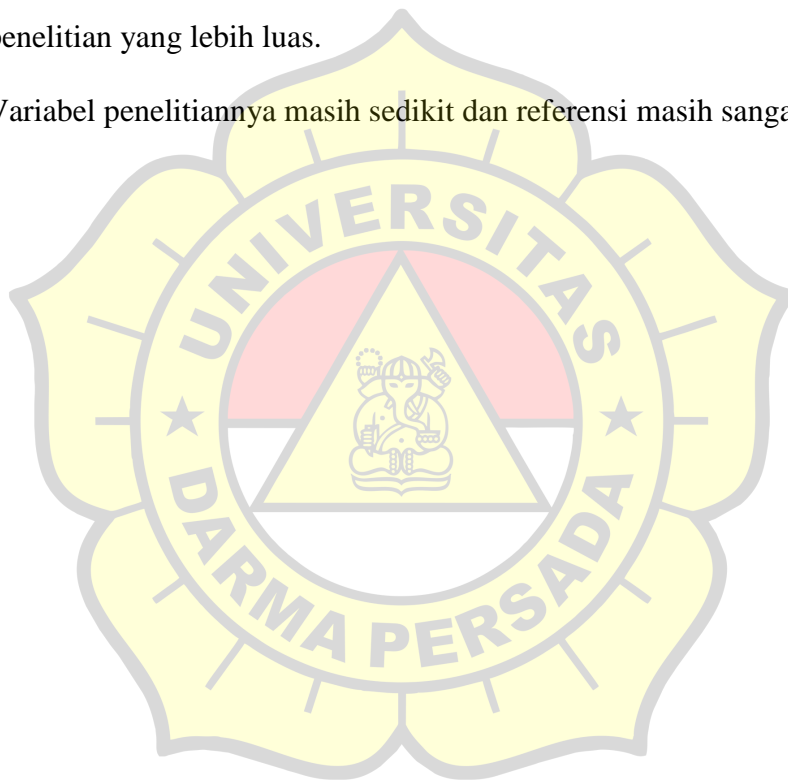 penelitian yang lebih luas.
Variabel penelitiannya masih sedikit dan referensi masih sanga
UNIVERSITAS
DARMA PERSADA